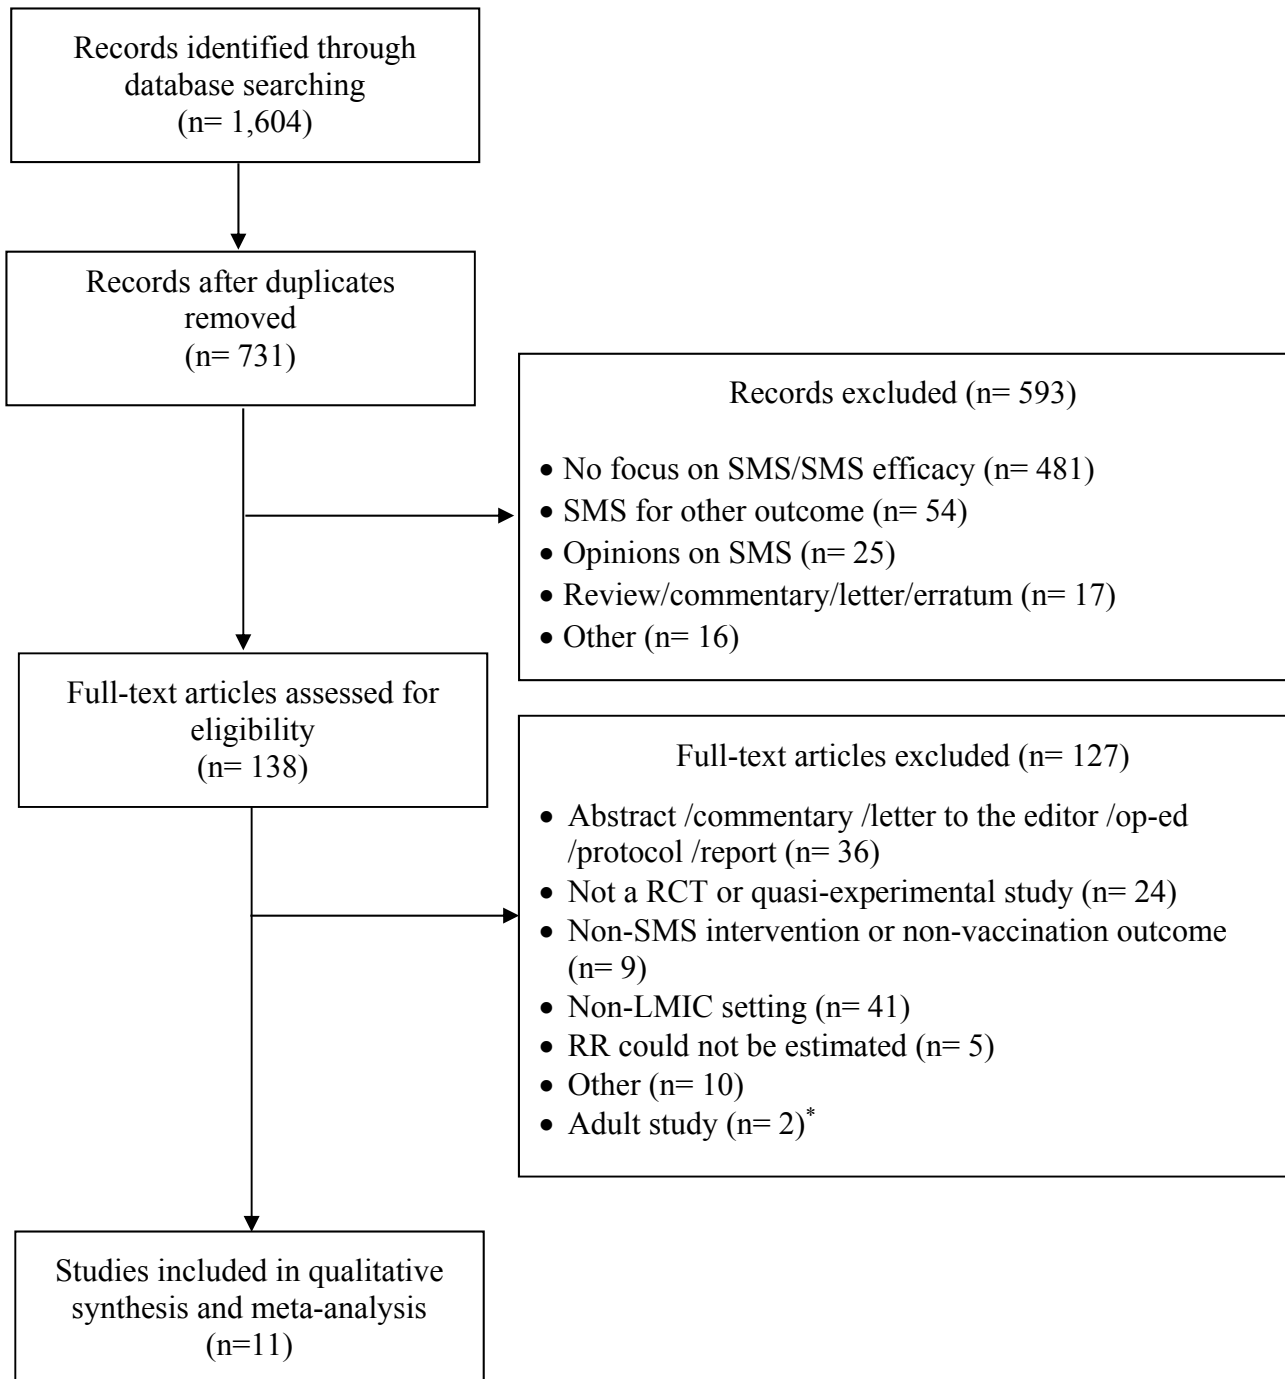 Records identified through
database searching
(n= 1,604)
Records after duplicates
removed
(n= 731)
Records excluded (n= 593)
• No focus on SMS/SMS efficacy (n= 481)
• SMS for other outcome (n= 54)
• Opinions on SMS (n= 25)
• Review/commentary/letter/erratum (n= 17)
• Other (n= 16)
Full-text articles assessed for
eligibility
(n= 138)
Full-text articles excluded (n= 127)
• Abstract /commentary /letter to the editor /op-ed
/protocol /report (n= 36)
• Not a RCT or quasi-experimental study (n= 24)
• Non-SMS intervention or non-vaccination outcome
(n= 9)
• Non-LMIC setting (n= 41)
• RR could not be estimated (n= 5)
• Other (n= 10)
• Adult study (n= 2)*
Studies included in qualitative
synthesis and meta-analysis
(n=11)